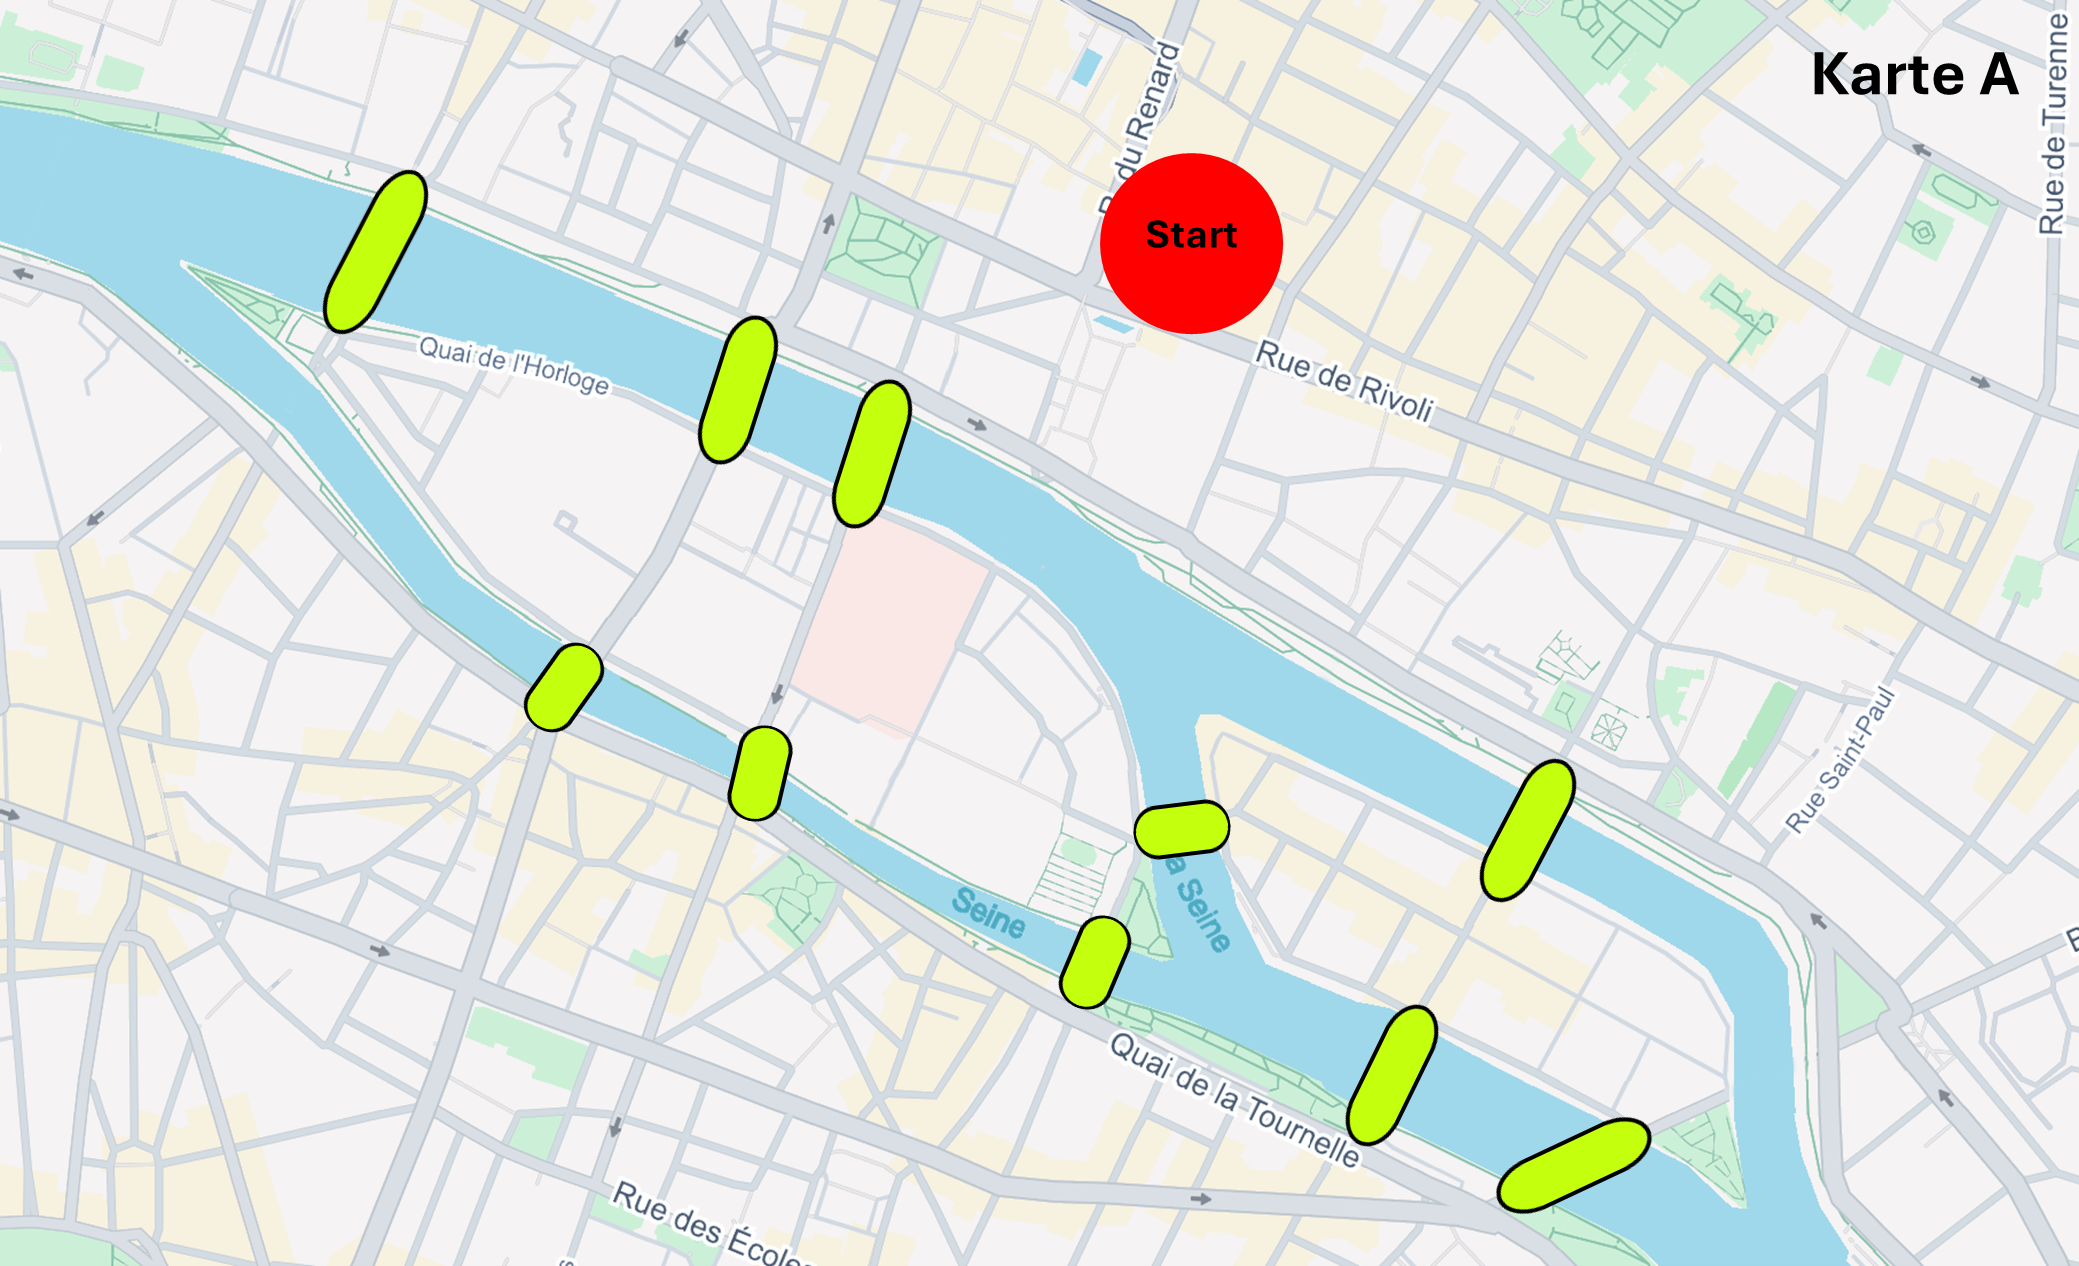 Karte A
du Renard
Rue de Turenne
Start
Quai de l'Horloge
Rue de Rivoli
Rue Saint-Paul
Seine
Seine
Quai de la Tournelle
Rue des École